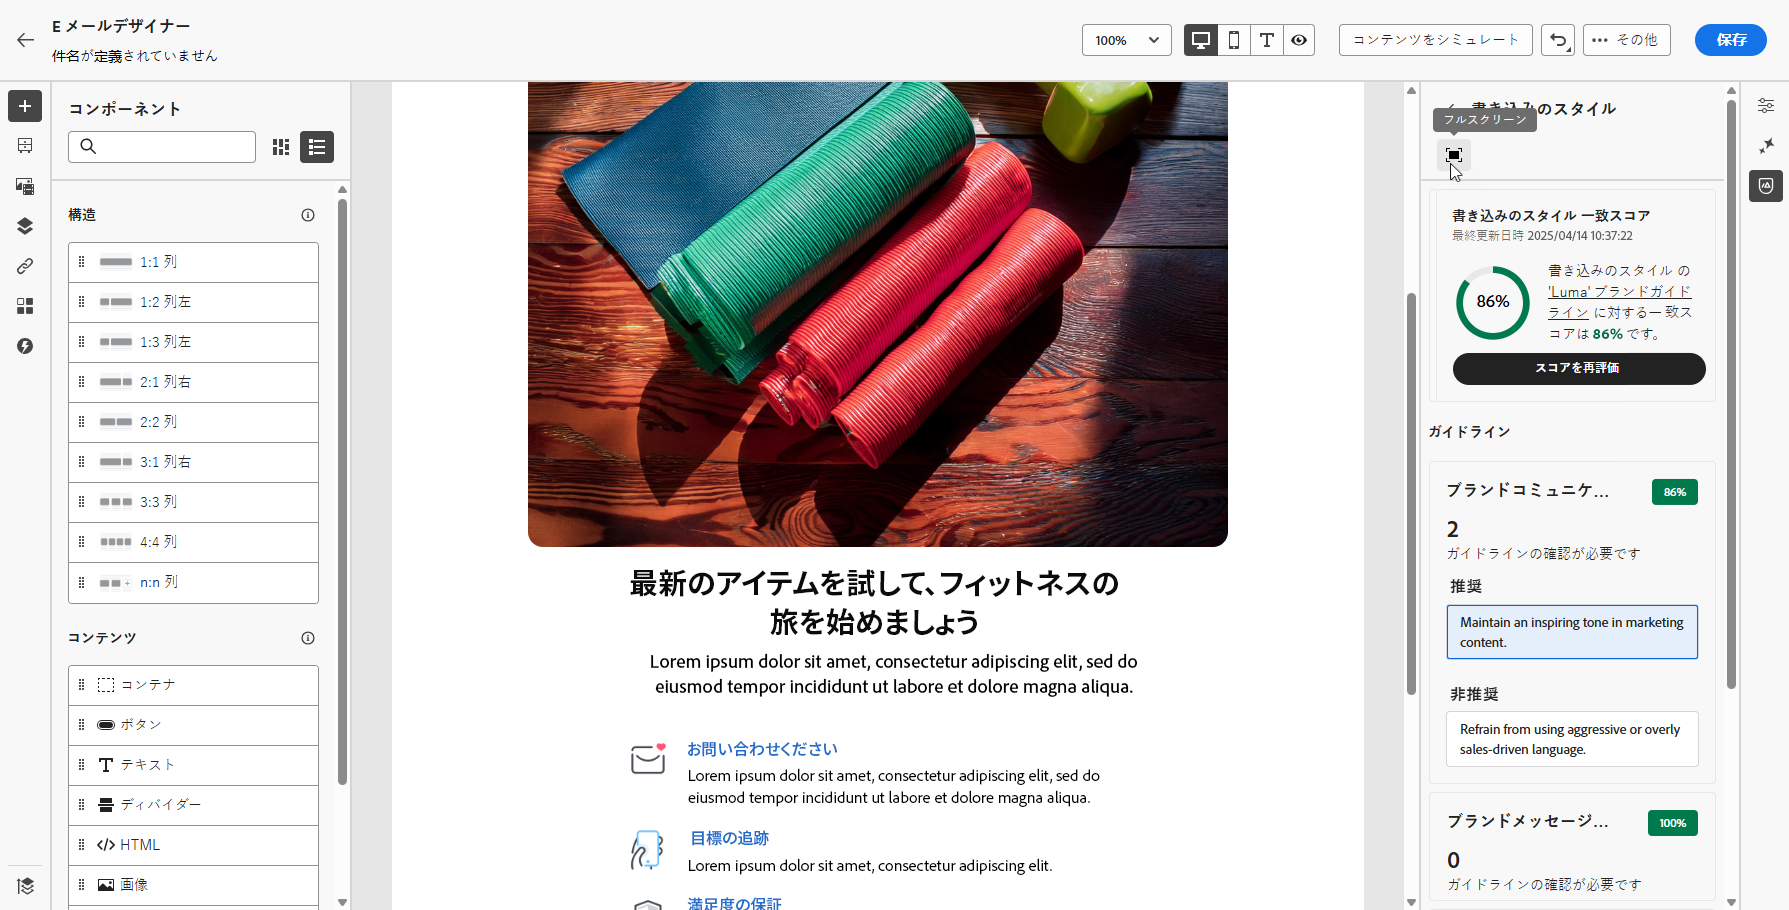 E メールデザイナー
件名が定義されていません
100%
コンテンツをシミュレート
その他
保存
コンポーネント
構造
1:1 列
1:2 列左
1:3 列左
2:1 列右
2:2 列
3:1 列右
3:3 列
4:4 列
n:n 列
コンテンツ
コンテナ
ボタン
テキスト
ディバイダー
HTML
画像
最新のアイテムを試して、フィットネスの
旅を始めましょう
Lorem ipsum dolor sit amet, consectetur adipiscing elit, sed do
eiusmod tempor incididunt ut labore et dolore magna aliqua.
お問い合わせください
Lorem ipsum dolor sit amet, consectetur adipiscing elit, sed do
eiusmod tempor incididunt ut labore et dolore magna aliqua.
目標の追跡
Lorem ipsum dolor sit amet, consectetur adipiscing elit.
満足度の保証
書き込みのスタイル
フルスクリーン
書き込みのスタイル 一致スコア
最終更新日時 2025/04/14 10:37:22
86%
書き込みのスタイル の
'Luma' ブランドガイド
ライン に対する一致ス
コアは 86% です。
スコアを再評価
ガイドライン
ブランドコミュニケ...
86%
2
ガイドラインの確認が必要です
推奨
Maintain an inspiring tone in marketing
content.
非推奨
Refrain from using aggressive or overly
sales-driven language.
ブランドメッセージ...
100%
0
ガイドラインの確認が必要です